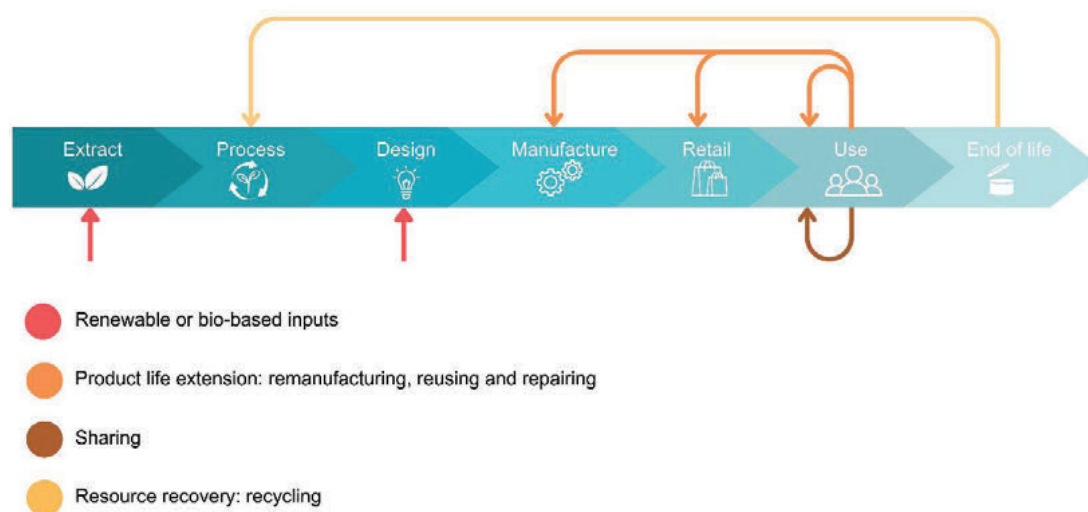 Extract
Process
Design
Manufacture
Retail
Use
End of life
Renewable or bio-based inputs
Product life extension: remanufacturing, reusing and repairing
Sharing
Resource recovery: recycling